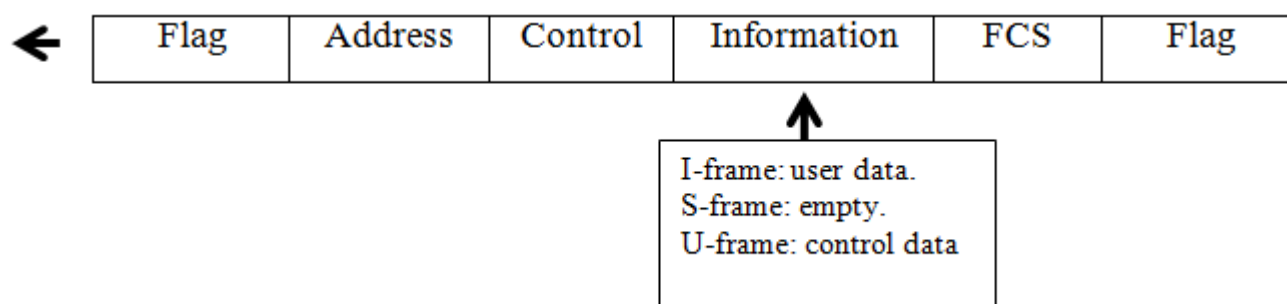 Flag Address Control Information FCS Flag
I-frame: user data.
S-frame: empty.
U-frame: control data